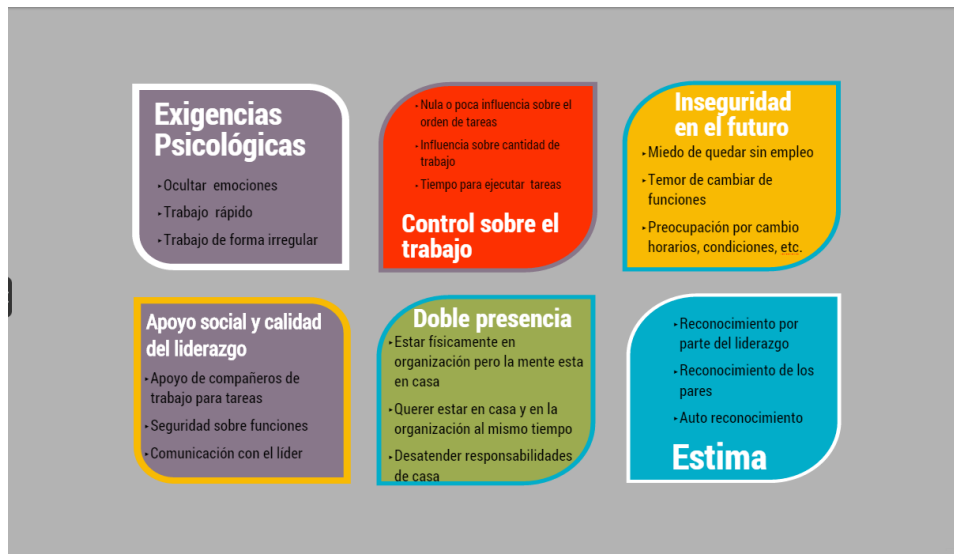 Exigencias
Psicológicas
Ocultar emociones
Trabajo rápido
Trabajo de forma irregular
Nula o poca influencia sobre el
orden de tareas
Influencia sobre cantidad de
trabajo
Tiempo para ejecutar tareas
Control sobre el
trabajo
Inseguridad
en el futuro
Miedo de quedar sin empleo
Temor de cambiar de
funciones
Preocupación por cambio
horarios, condiciones, etc.
Apoyo social y calidad
del liderazgo
Apoyo de compañeros de
trabajo para tareas
Seguridad sobre funciones
Comunicación con el líder
Doble presencia
Estar físicamente en
organización pero la mente esta
en casa
Querer estar en casa y en la
organización al mismo tiempo
Desatender responsabilidades
de casa
Reconocimiento por
parte del liderazgo
Reconocimiento de los
pares
Auto reconocimiento
Estima